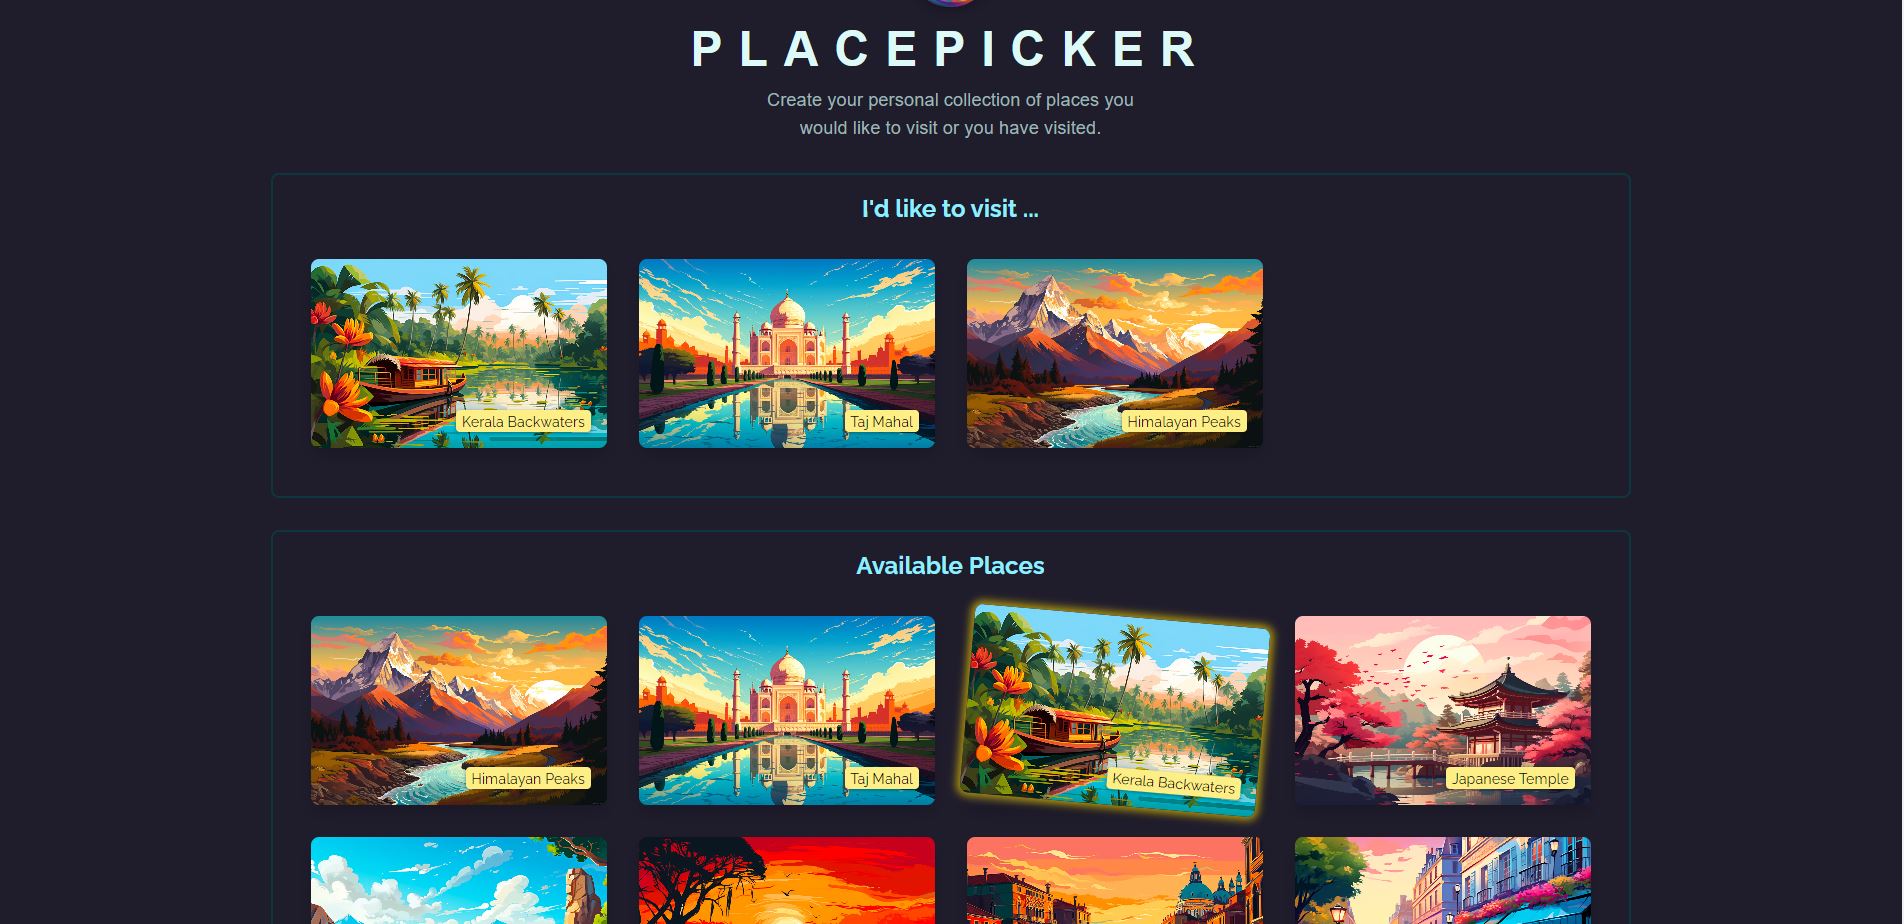 PLACEPICKER
Create your personal collection of places you
would like to visit or you have visited.
I'd like to visit ...
Kerala Backwaters
Taj Mahal
Himalayan Peaks
Available Places
Himalayan Peaks
Taj Mahal
Kerala Backwaters
Japanese Temple